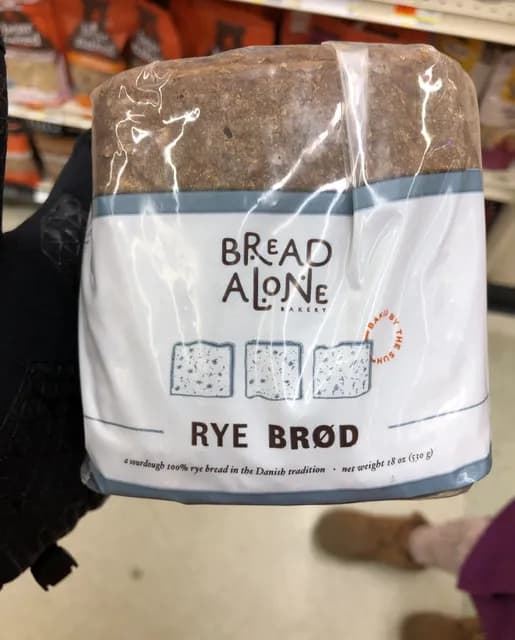 BREAD
ALONE
BAKERY
BAKED BY THE SUN
RYE BRØD
a sourdough 100% rye bread in the Danish tradition · net weight 18 oz (510 g)